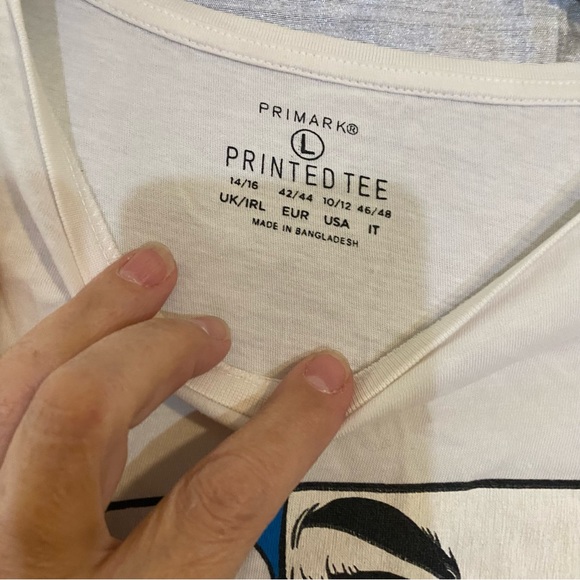 PRIMARK®
L
PRINTED TEE
14/16 42/44 10/12 46/48
UK/IRL EUR USA IT
MADE IN BANGLADESH